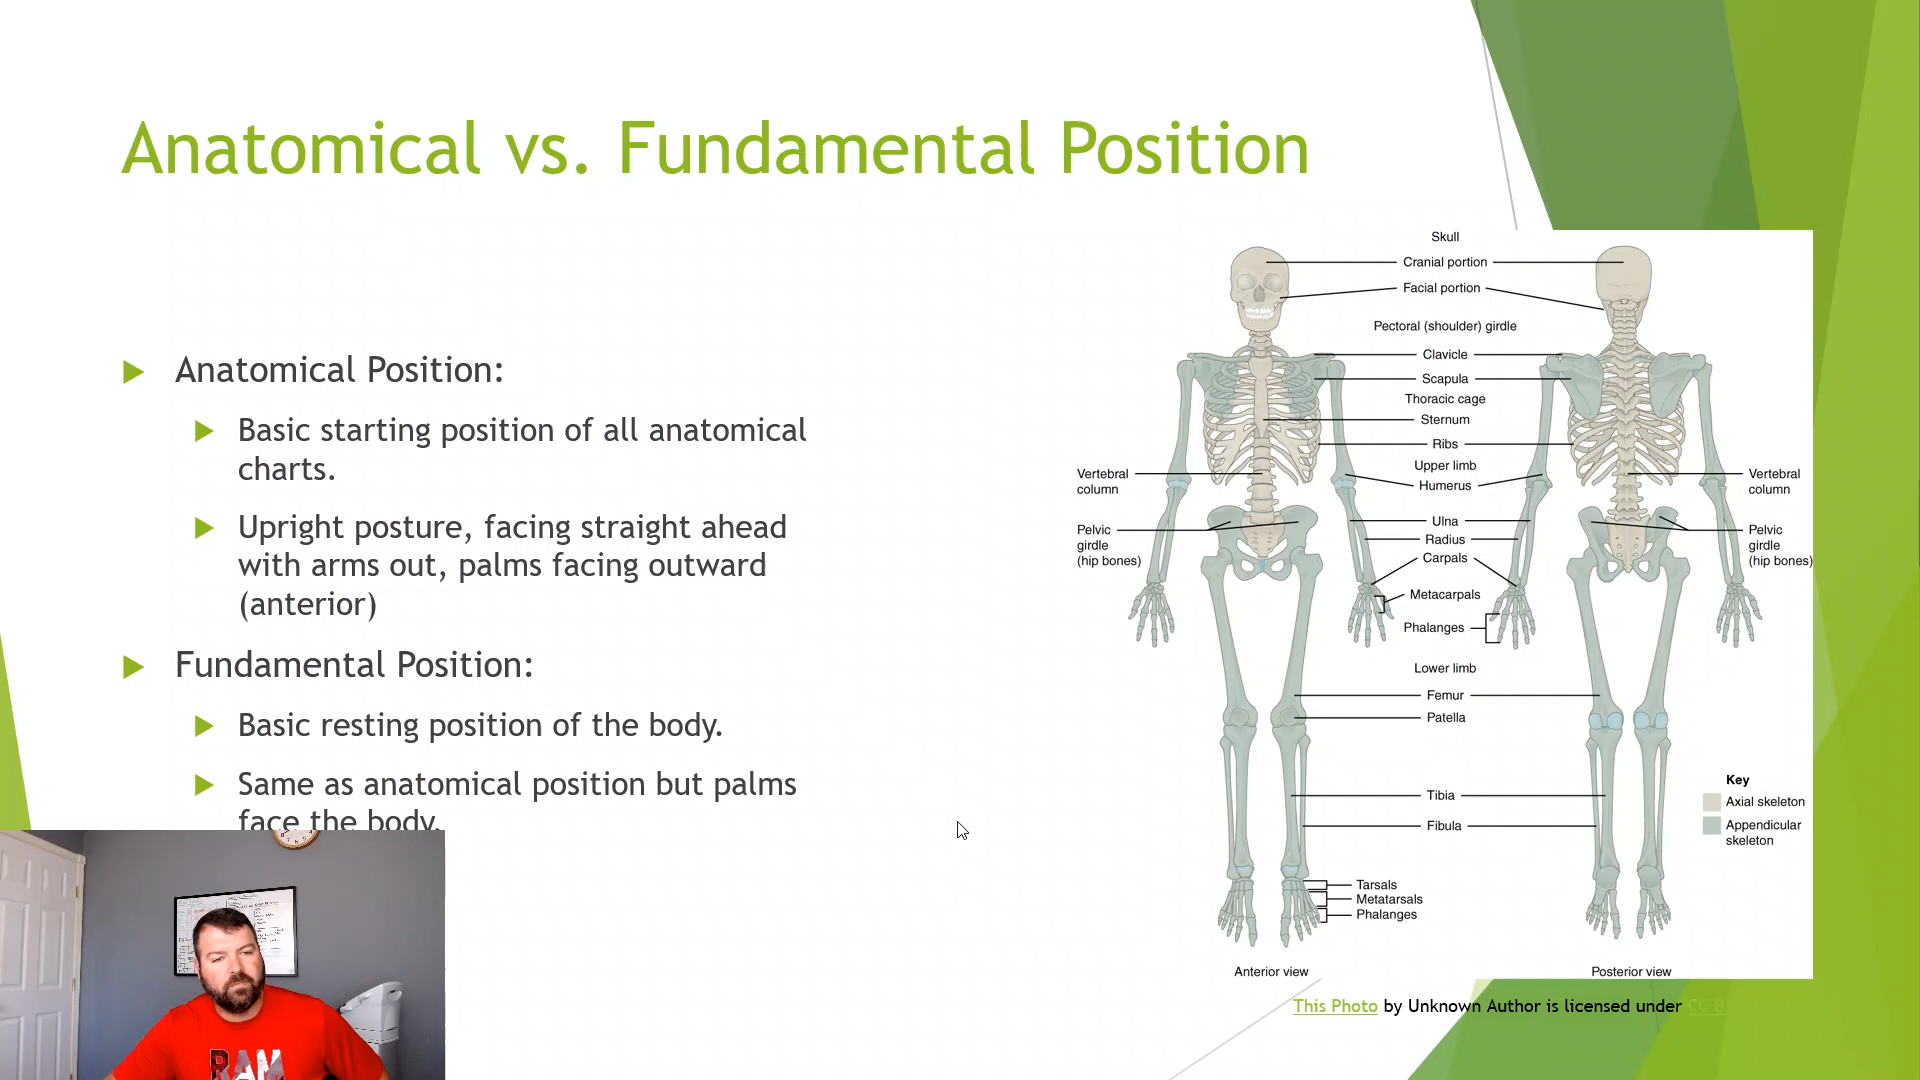 Anatomical vs. Fundamental Position
Anatomical Position:
Basic starting position of all anatomical
charts.
Upright posture, facing straight ahead
with arms out, palms facing outward
(anterior)
Fundamental Position:
Basic resting position of the body.
Same as anatomical position but palms
face the body.
Skull
Cranial portion
Facial portion
Pectoral (shoulder) girdle
Clavicle
Scapula
Thoracic cage
Sternum
Ribs
Upper limb
Humerus
Vertebral
column
Vertebral
column
Ulna
Radius
Carpals
Pelvic
girdle
(hip bones)
Pelvic
girdle
(hip bones)
Metacarpals
Phalanges
Lower limb
Femur
Patella
Tibia
Fibula
Key
Axial skeleton
Appendicular
skeleton
Tarsals
Metatarsals
Phalanges
Anterior view
Posterior view
This Photo by Unknown Author is licensed under CC B
RAM